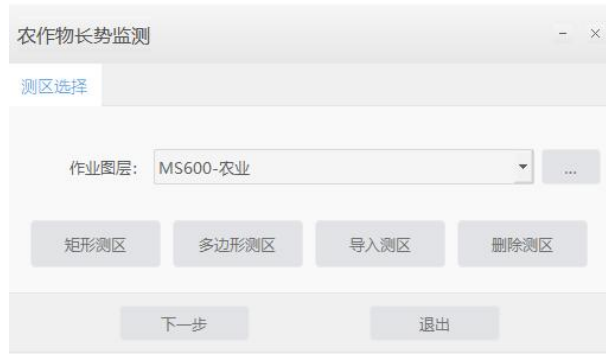 农作物长势监测
测区选择
作业图层： MS600-农业 ...
矩形测区 多边形测区 导入测区 删除测区
下一步 退出